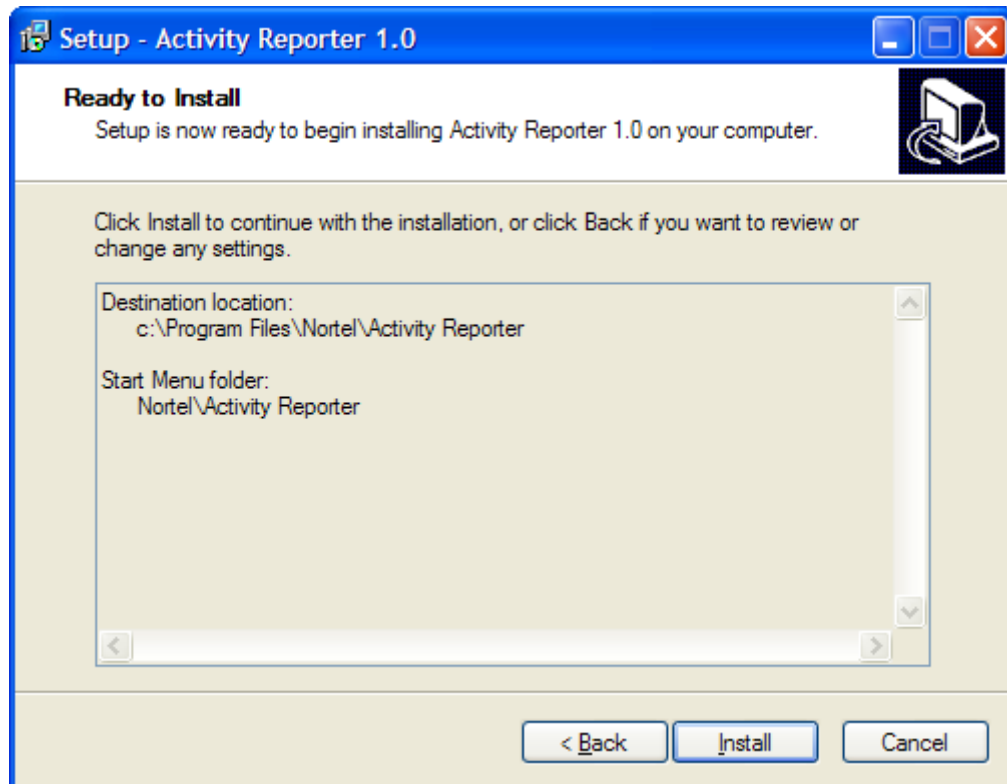 Setup - Activity Reporter 1.0
Ready to Install
Setup is now ready to begin installing Activity Reporter 1.0 on your computer.
Click Install to continue with the installation, or click Back if you want to review or
change any settings.
Destination location:
c:\Program Files\Nortel\Activity Reporter
Start Menu folder:
Nortel\Activity Reporter
< Back
Install
Cancel